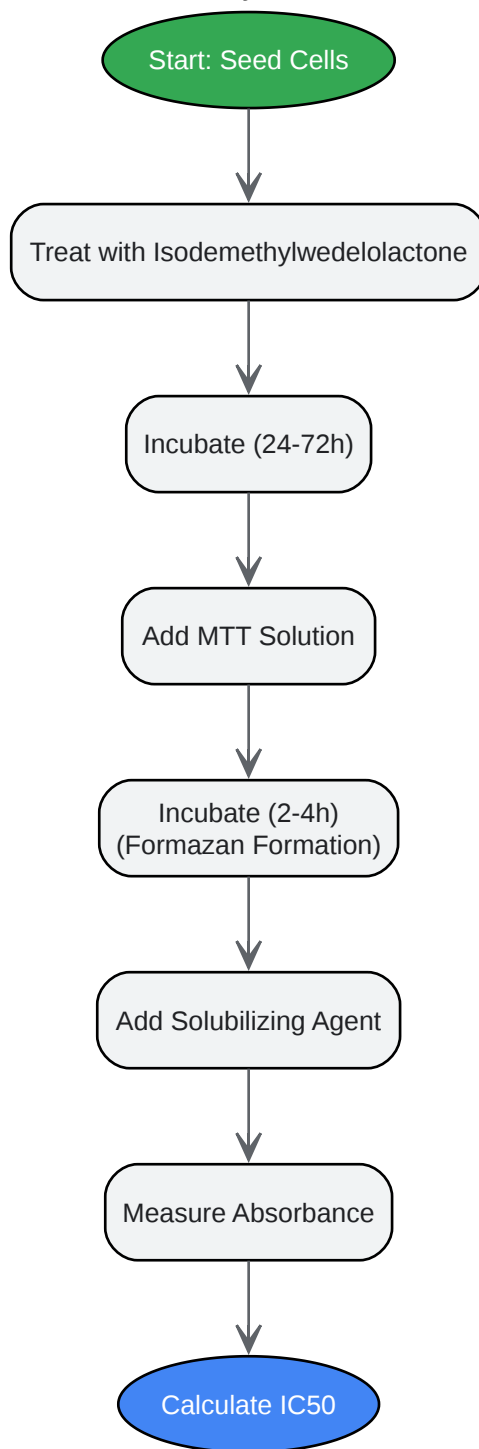 Start: Seed Cells
Treat with Isodemethylwedelolactone
Incubate (24-72h)
Add MTT Solution
Incubate (2-4h)
(Formazan Formation)
Add Solubilizing Agent
Measure Absorbance
Calculate IC50